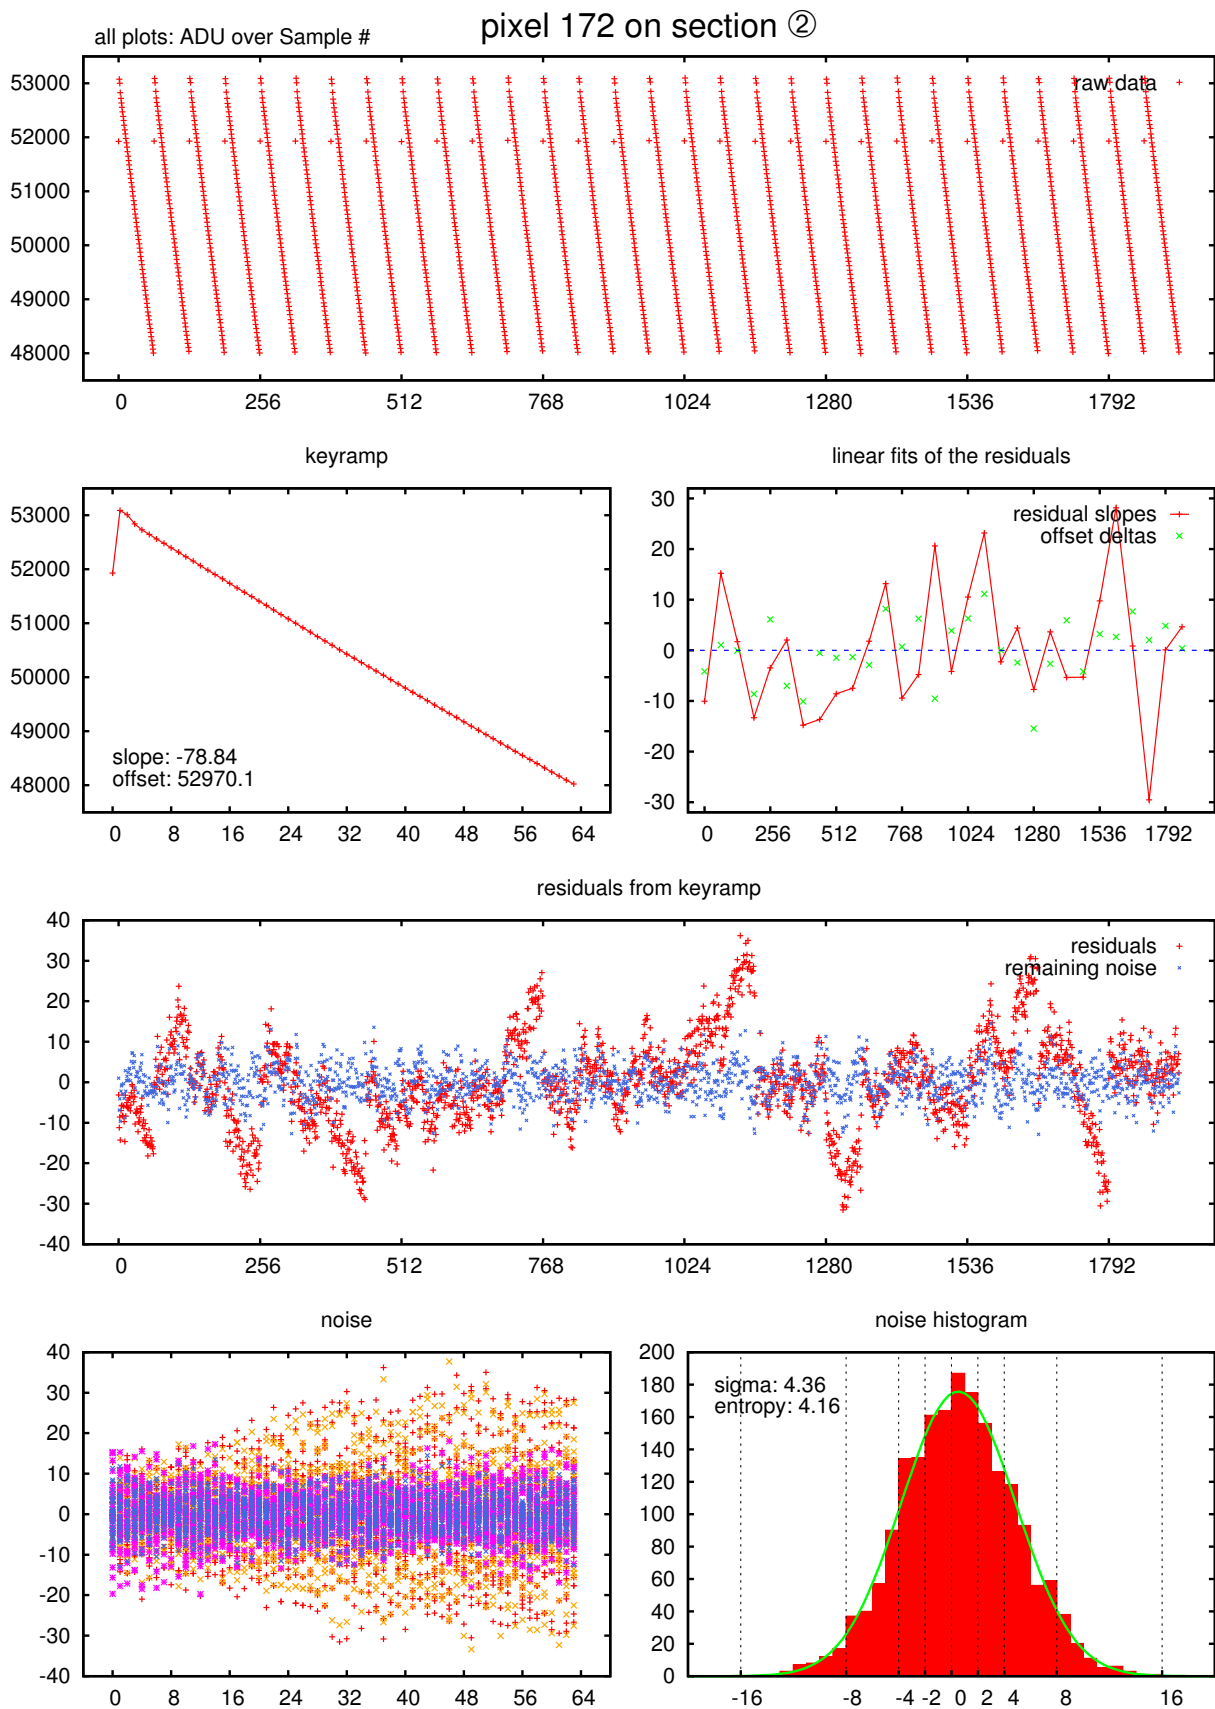 pixel 172 on section ②
all plots: ADU over Sample #
raw data
53000
52000
51000
50000
49000
48000
0 256 512 768 1024 1280 1536 1792
keyramp
53000
52000
51000
50000
49000
48000
slope: -78.84
offset: 52970.1
0 8 16 24 32 40 48 56 64
linear fits of the residuals
residual slopes
offset deltas
30
20
10
0
-10
-20
-30
0 256 512 768 1024 1280 1536 1792
residuals from keyramp
residuals
remaining noise
40
30
20
10
0
-10
-20
-30
-40
0 256 512 768 1024 1280 1536 1792
noise
40
30
20
10
0
-10
-20
-30
-40
0 8 16 24 32 40 48 56 64
noise histogram
sigma: 4.36
entropy: 4.16
200
180
160
140
120
100
80
60
40
20
0
-16 -8 -4 -2 0 2 4 8 16